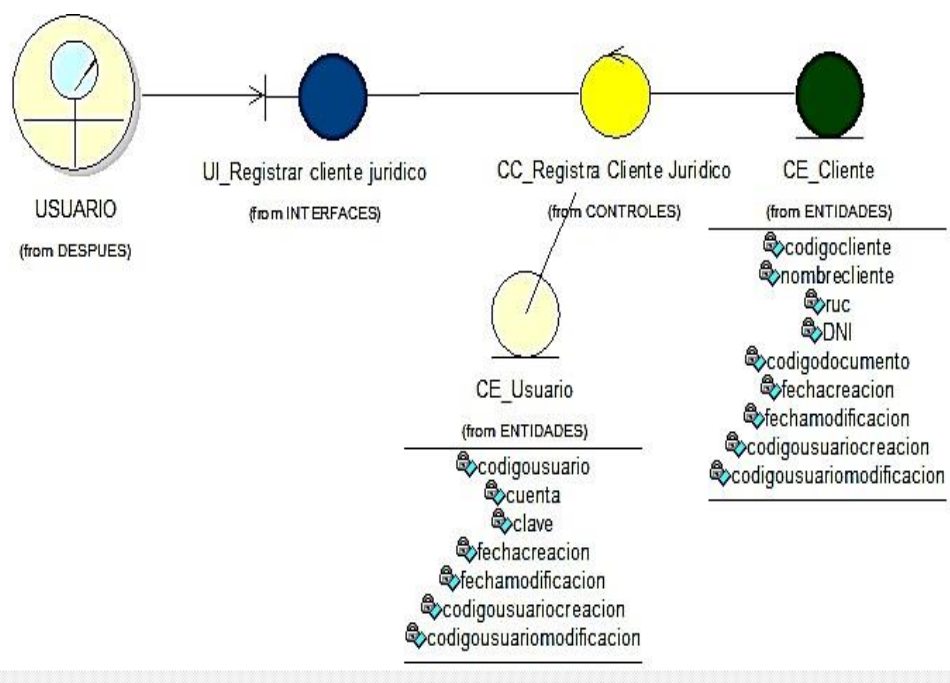 USUARIO
(from DESPUES)
UI_Registrar cliente juridico
(from INTERFACES)
CC_Registra Cliente Juridico
(from CONTROLES)
CE_Cliente
(from ENTIDADES)
codigocliente
nombrecliente
ruc
DNI
codigodocumento
fechacreacion
fechamodificacion
codigousuariocreacion
codigousuariomodificacion
CE_Usuario
(from ENTIDADES)
codigousuario
cuenta
clave
fechacreacion
fechamodificacion
codigousuariocreacion
codigousuariomodificacion